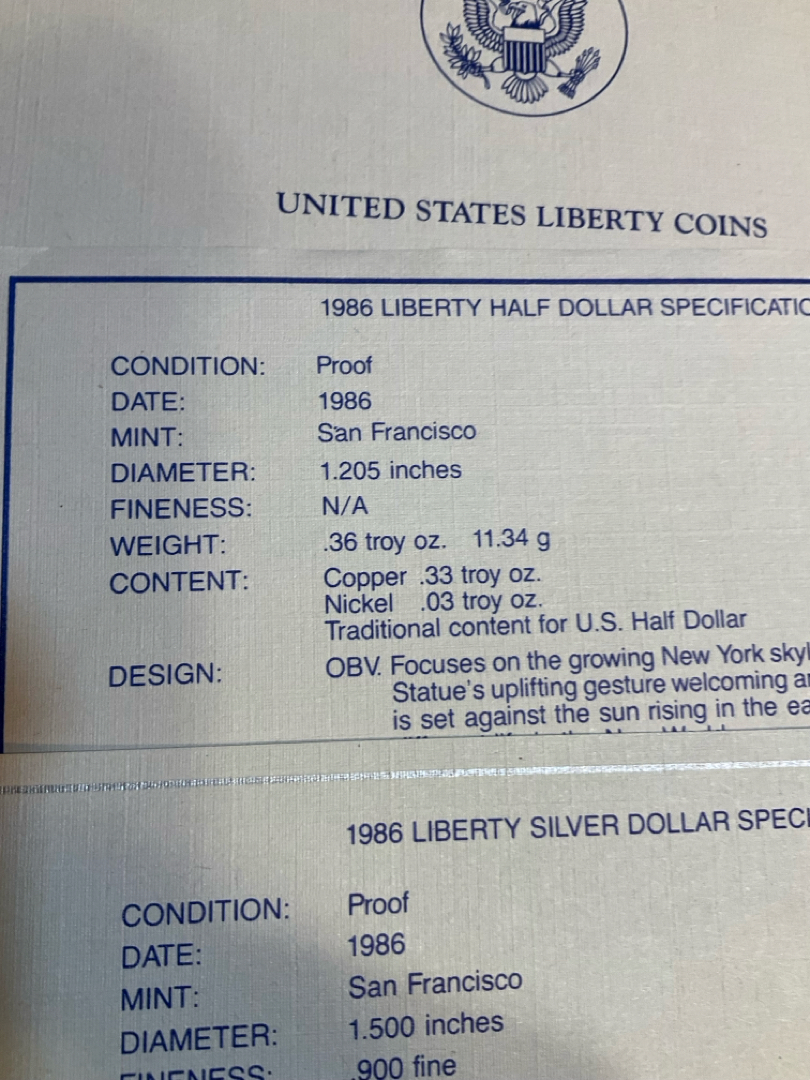 UNITED STATES LIBERTY COINS
1986 LIBERTY HALF DOLLAR
CONDITION: Proof
DATE: 1986
MINT: San Francisco
DIAMETER: 1.205 inches
FINENESS: N/A
WEIGHT: .36 troy oz. 11.34 g
CONTENT: Copper .33 troy oz.
Nickel .03 troy oz.
Traditional content for U.S. Half Dollar
DESIGN: OBV. Focuses on the growing New York
Statue's uplifting gesture welcoming
is set against the sun rising in the
1986 LIBERTY SILVER DOLLAR
CONDITION: Proof
DATE: 1986
MINT: San Francisco
DIAMETER: 1.500 inches
FINENESS: .900 fine